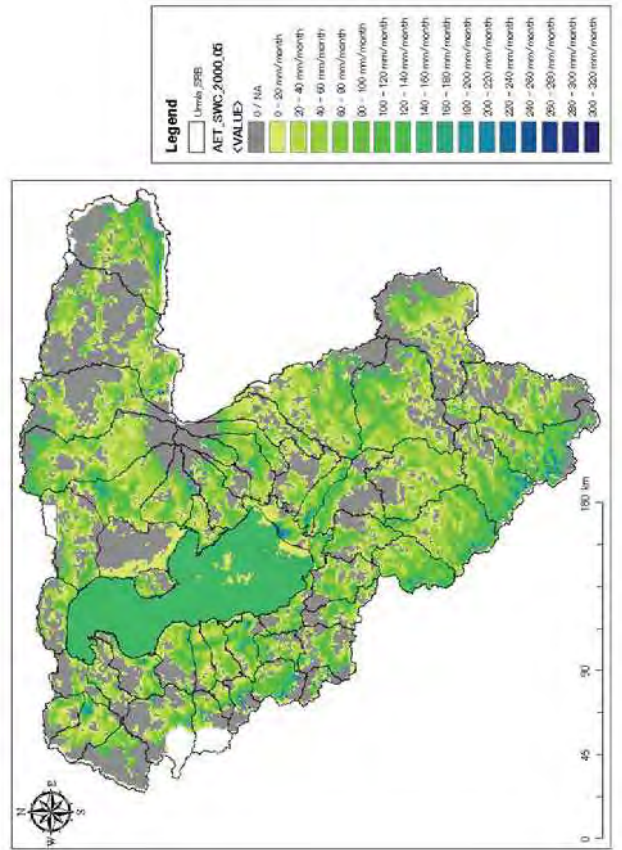 N
W E
S
Legend
Urmia_SRB
AET_SWC_2000_05
<VALUE>
0 / NA
0 - 20 mm/month
20 - 40 mm/month
40 - 60 mm/month
60 - 80 mm/month
80 - 100 mm/month
100 - 120 mm/month
120 - 140 mm/month
140 - 160 mm/month
160 - 180 mm/month
180 - 200 mm/month
200 - 220 mm/month
220 - 240 mm/month
240 - 260 mm/month
260 - 280 mm/month
280 - 300 mm/month
300 - 320 mm/month
0 45 90 180 km